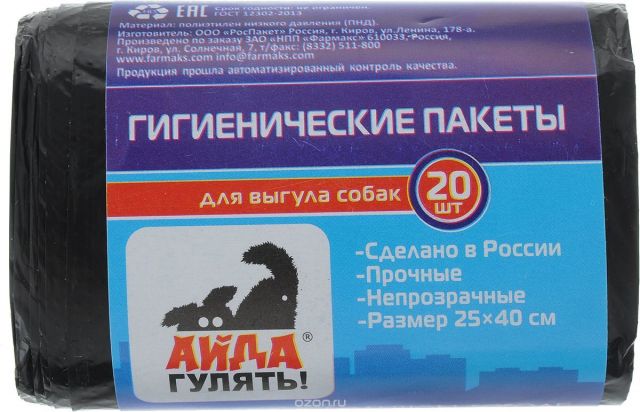 ЕАС Срок годности: не ограничен.
ГОСТ 12302-2013
Материал: полиэтилен низкого давления (ПНД).
Изготовитель: ООО «РосПакет» Россия, г. Киров, ул.Ленина, 178-а.
Произведено по заказу ЗАО «НПП «Фармакс» 610033, Россия,
г. Киров, ул. Солнечная, 7, т/факс: (8332) 511-800
www.farmaks.com info@farmaks.com
Продукция прошла автоматизированный контроль качества.
ГИГИЕНИЧЕСКИЕ ПАКЕТЫ
для выгула собак
20
шт
-Сделано в России
-Прочные
-Непрозрачные
-Размер 25×40 см
АЙДА®
ГУЛЯТЬ!
ozon.ru